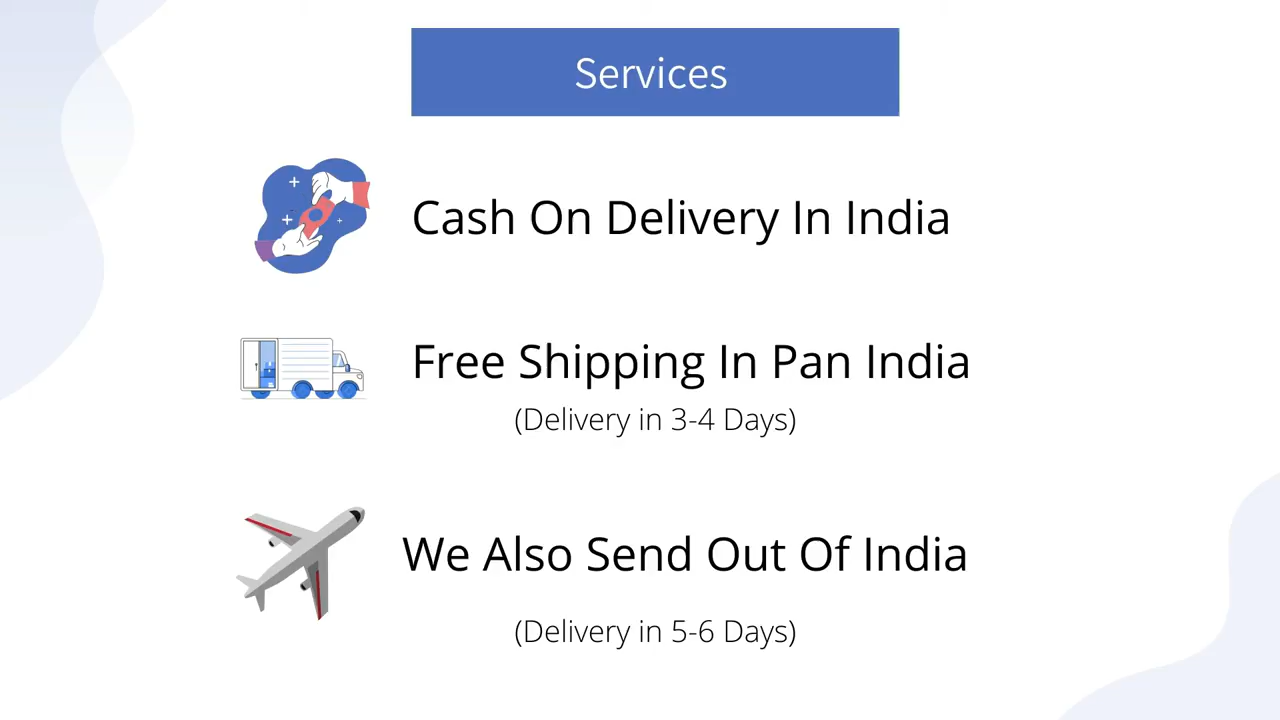 Services
Cash On Delivery In India
Free Shipping In Pan India
(Delivery in 3-4 Days)
We Also Send Out Of India
(Delivery in 5-6 Days)